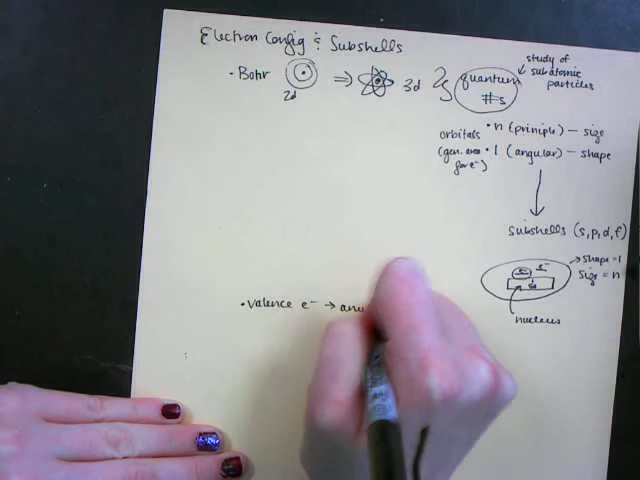 Electron Config & Subshells
• Bohr ⇒ 3d
2d
quantum
#s
study of
subatomic
particles
orbitals • n (principle) – size
(gen. area • l (angular) – shape
for e⁻)
subshells (s, p, d, f)
e⁻
→ shape = l
size = n
nucleus
• valence e⁻ → any